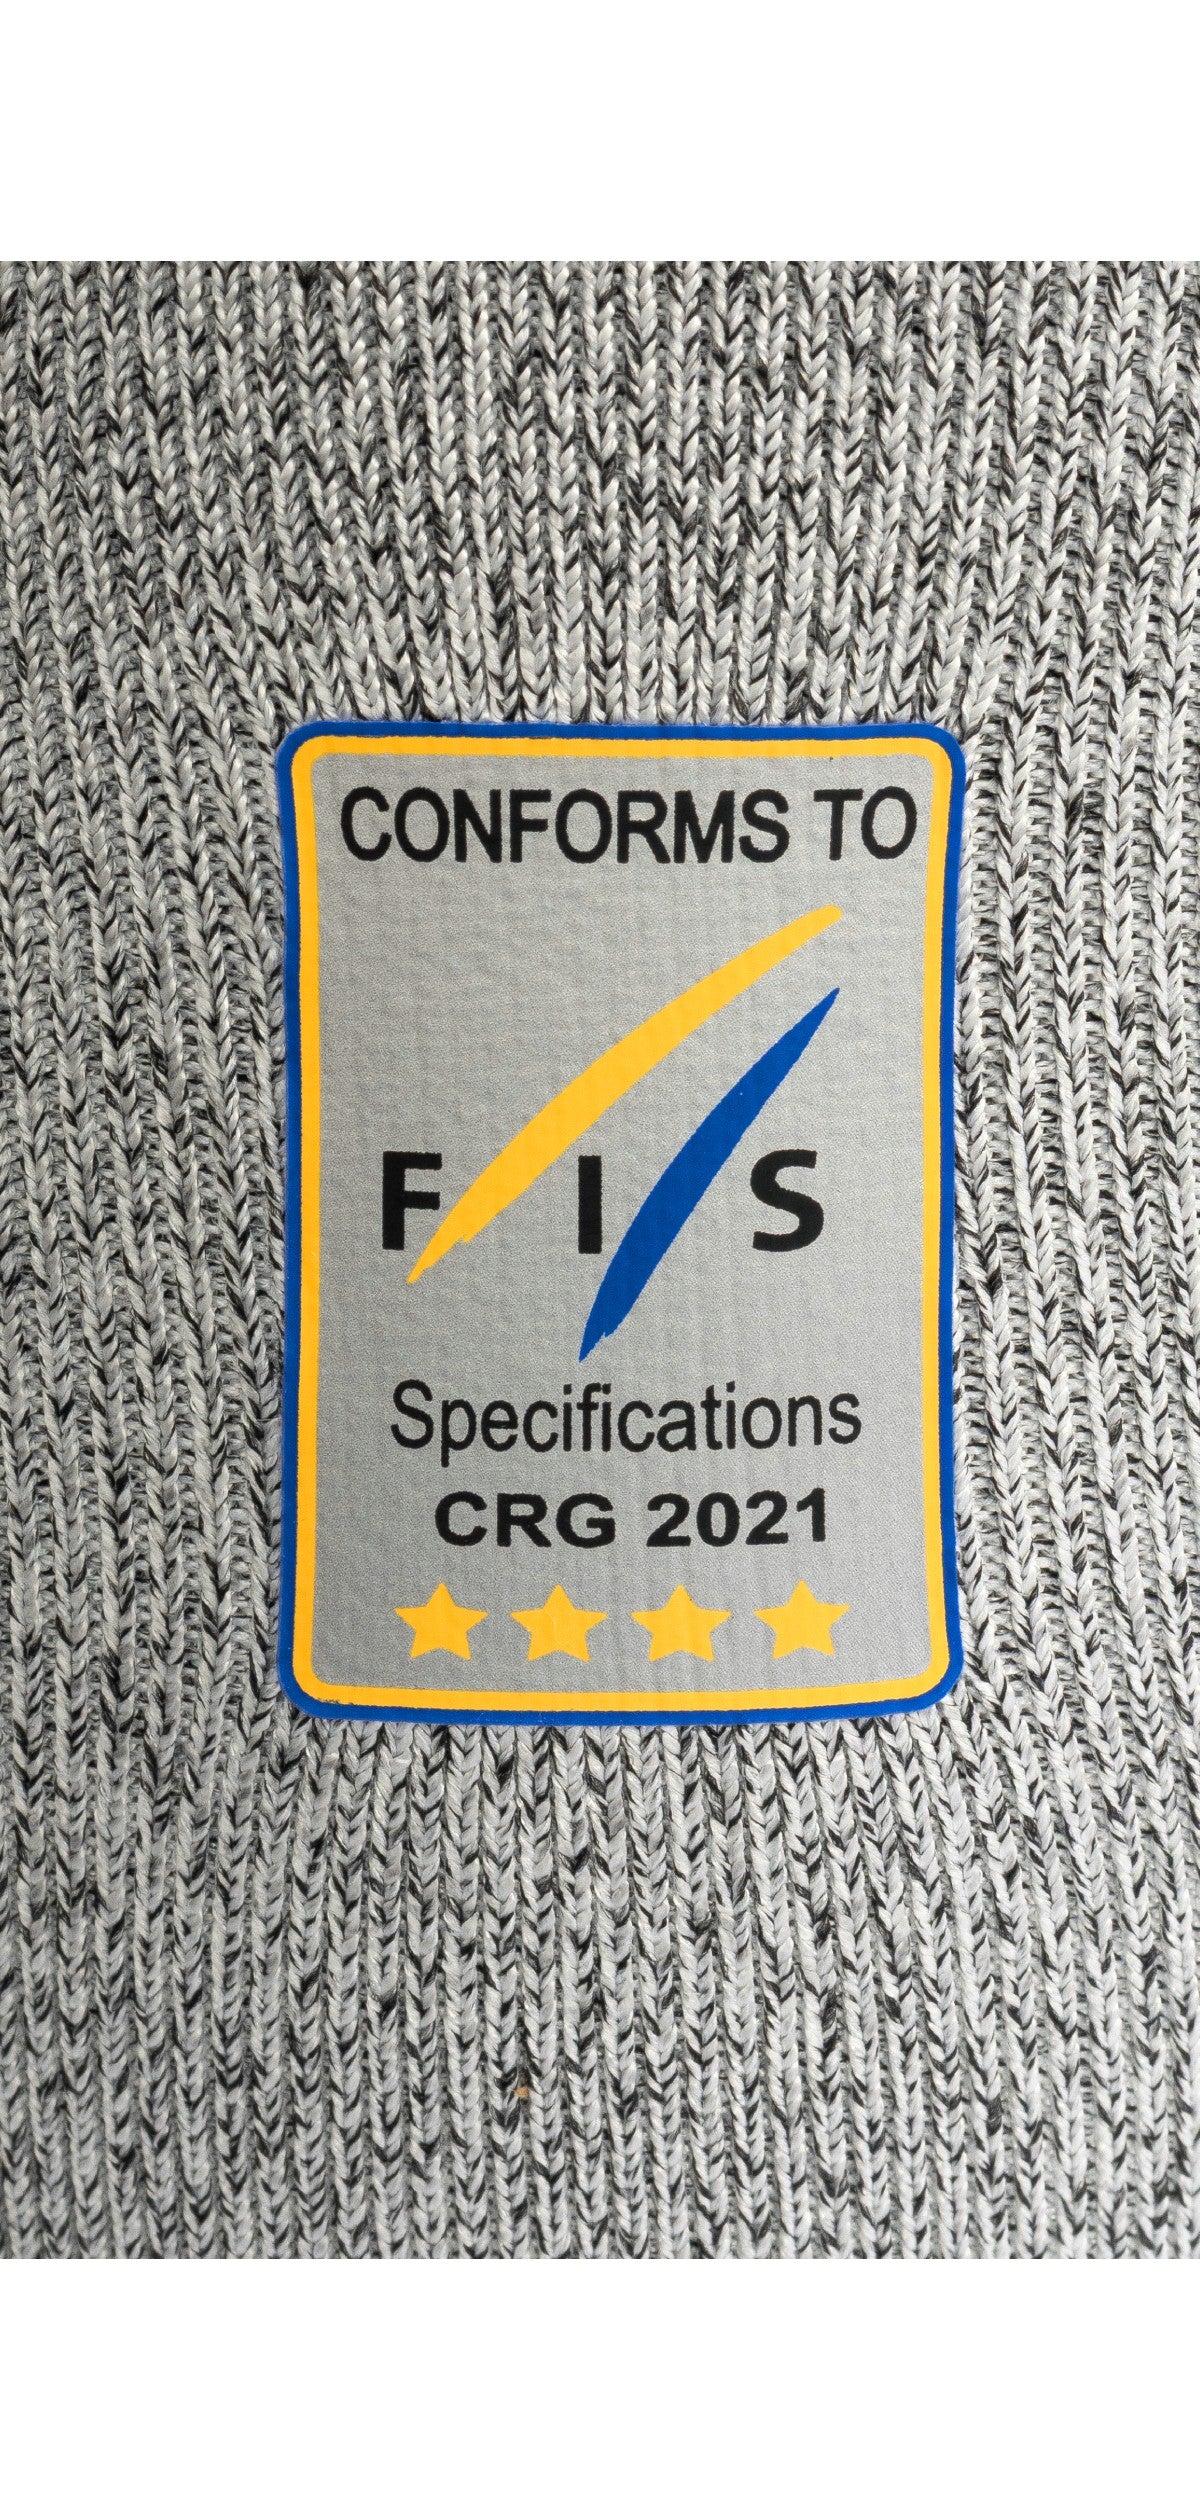 CONFORMS TO
FIS
Specifications
CRG 2021